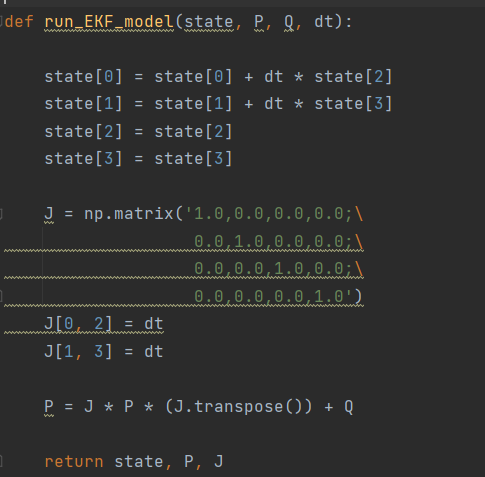 def run_EKF_model(state, P, Q, dt):
state[0] = state[0] + dt * state[2]
state[1] = state[1] + dt * state[3]
state[2] = state[2]
state[3] = state[3]
J = np.matrix('1.0,0.0,0.0,0.0;\
0.0,1.0,0.0,0.0;\
0.0,0.0,1.0,0.0;\
0.0,0.0,0.0,1.0')
J[0, 2] = dt
J[1, 3] = dt
P = J * P * (J.transpose()) + Q
return state, P, J